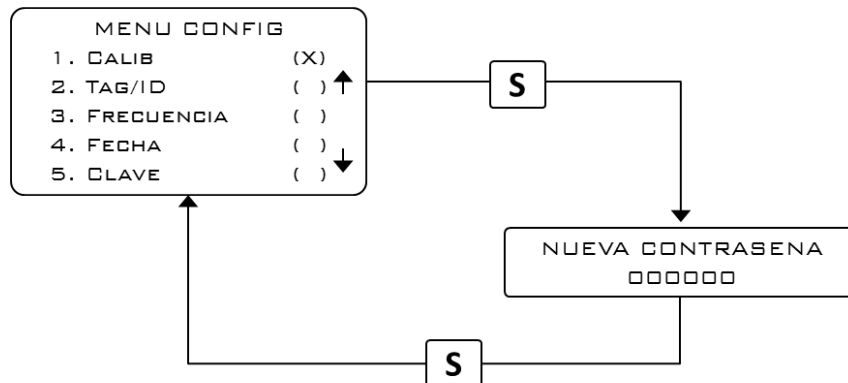 MENU CONFIG
1. CALIB (X)
2. TAG/ID ( )
3. FRECUENCIA ( )
4. FECHA ( )
5. CLAVE ( )
S
NUEVA CONTRASENA
000000
S